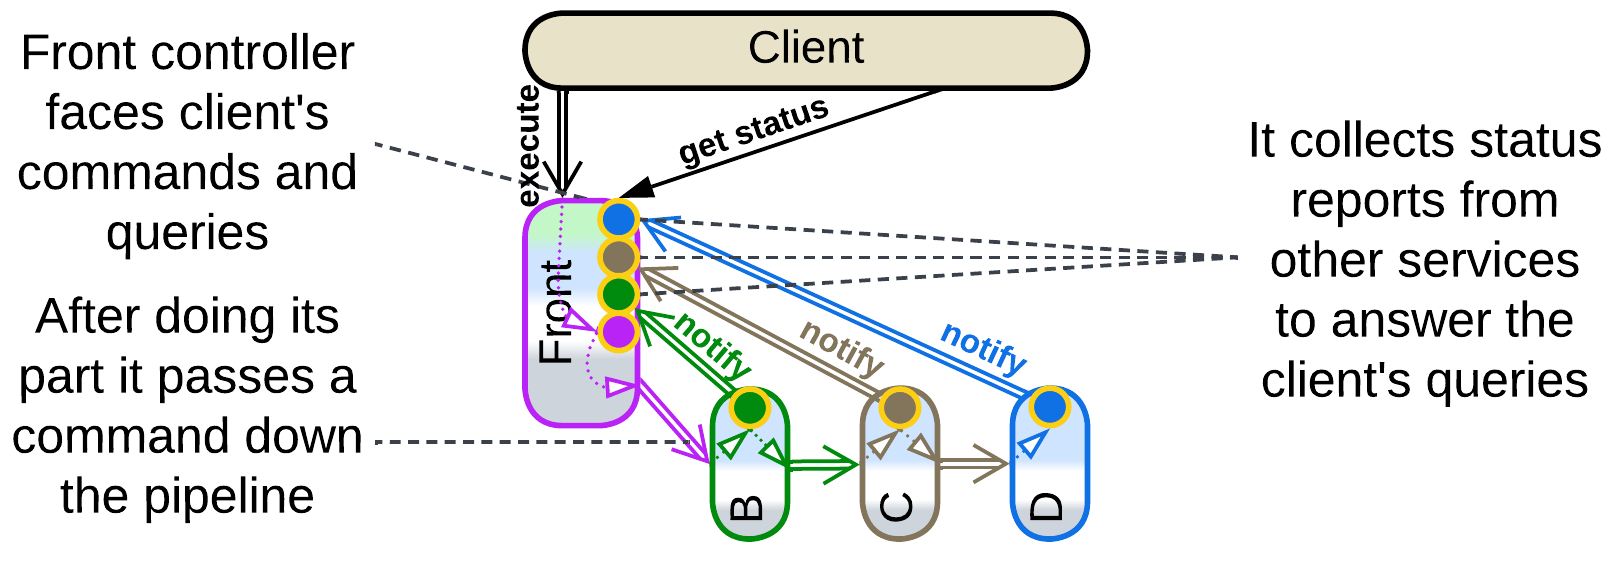 Client
Front controller
faces client's
commands and
queries
execute
get status
It collects status
reports from
other services
to answer the
client's queries
Front
After doing its
part it passes a
command down
the pipeline
notify
notify
notify
B
C
D